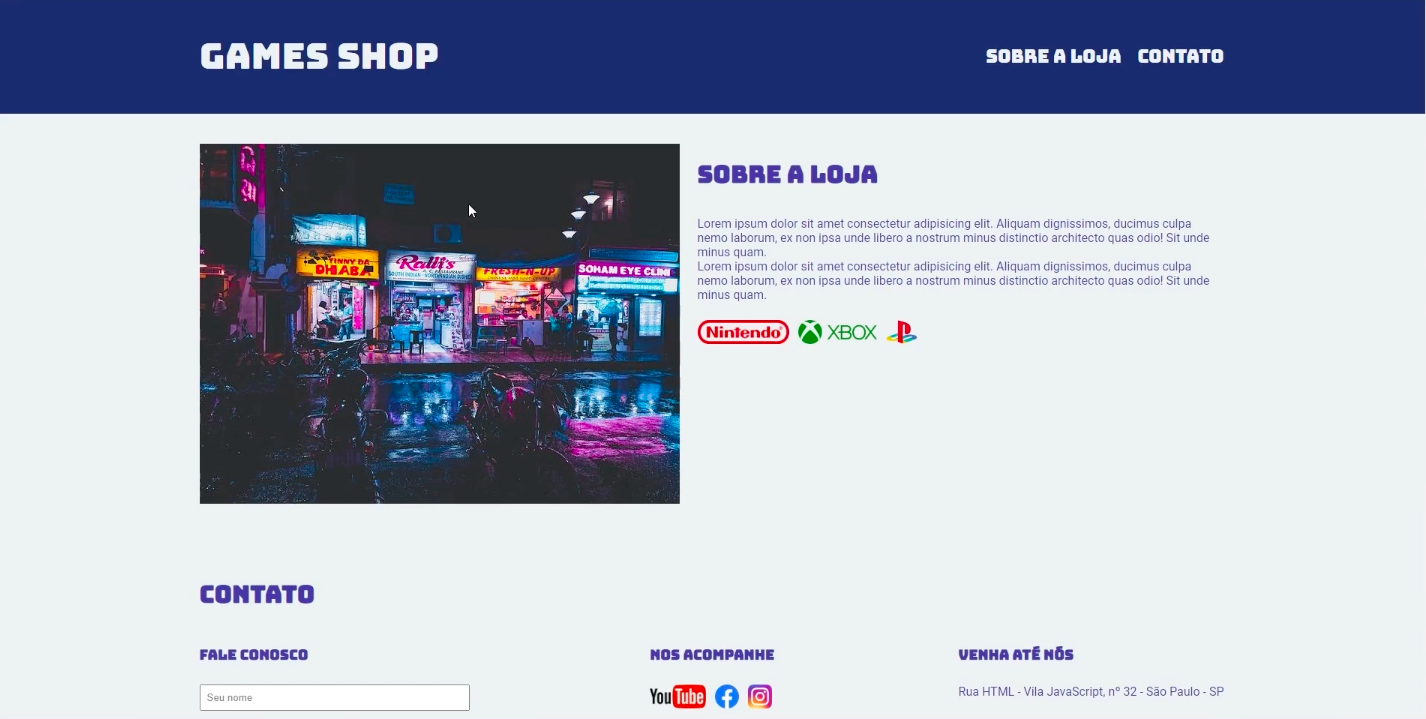 GAMES SHOP
SOBRE A LOJA CONTATO
SOBRE A LOJA
Lorem ipsum dolor sit amet consectetur adipisicing elit. Aliquam dignissimos, ducimus culpa
nemo laborum, ex non ipsa unde libero a nostrum minus distinctio architecto quas odio! Sit unde
minus quam.
Lorem ipsum dolor sit amet consectetur adipisicing elit. Aliquam dignissimos, ducimus culpa
nemo laborum, ex non ipsa unde libero a nostrum minus distinctio architecto quas odio! Sit unde
minus quam.
Nintendo XBOX
DHABA
Ralli's
FRESH-N-UP
SOHAM EYE CLINI
CONTATO
FALE CONOSCO
Seu nome
NOS ACOMPANHE
YouTube
VENHA ATÉ NÓS
Rua HTML - Vila JavaScript, nº 32 - São Paulo - SP